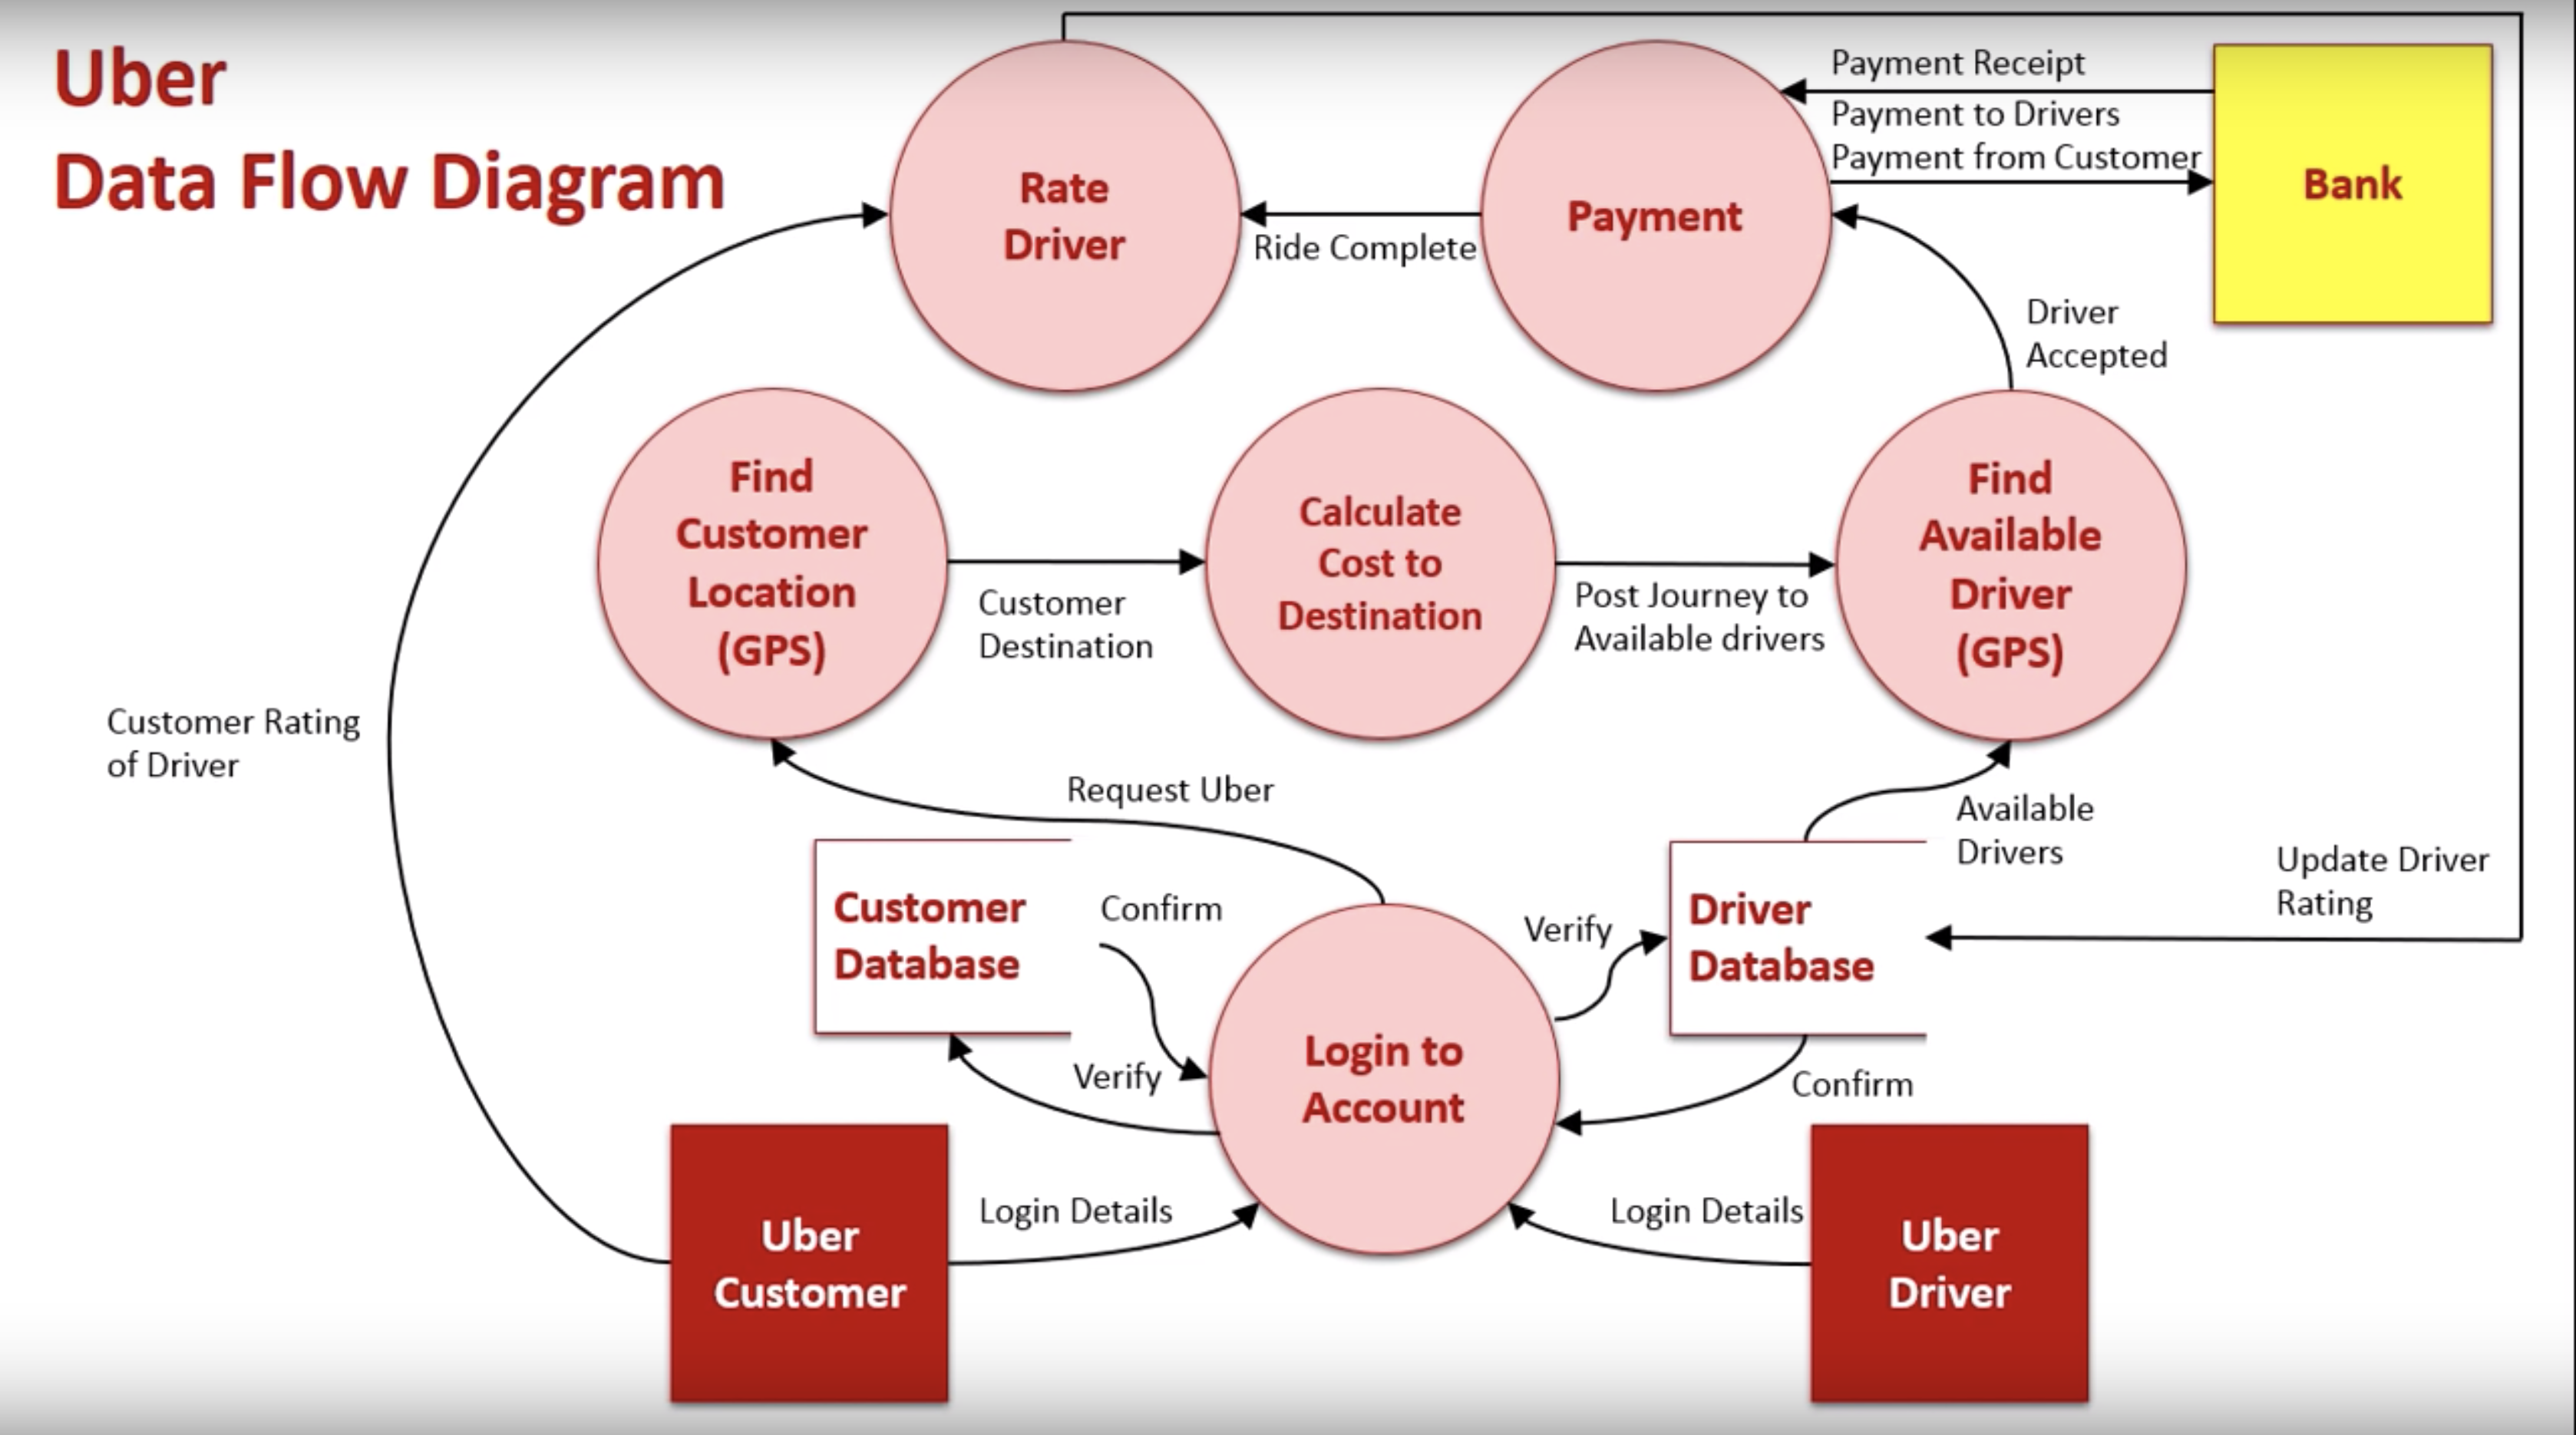 Uber
Data Flow Diagram
Rate
Driver
Ride Complete
Payment
Payment Receipt
Payment to Drivers
Payment from Customer
Bank
Driver
Accepted
Find
Customer
Location
(GPS)
Customer
Destination
Calculate
Cost to
Destination
Post Journey to
Available drivers
Find
Available
Driver
(GPS)
Customer Rating
of Driver
Request Uber
Available
Drivers
Update Driver
Rating
Customer
Database
Confirm
Verify
Login to
Account
Verify
Driver
Database
Confirm
Uber
Customer
Login Details
Login Details
Uber
Driver